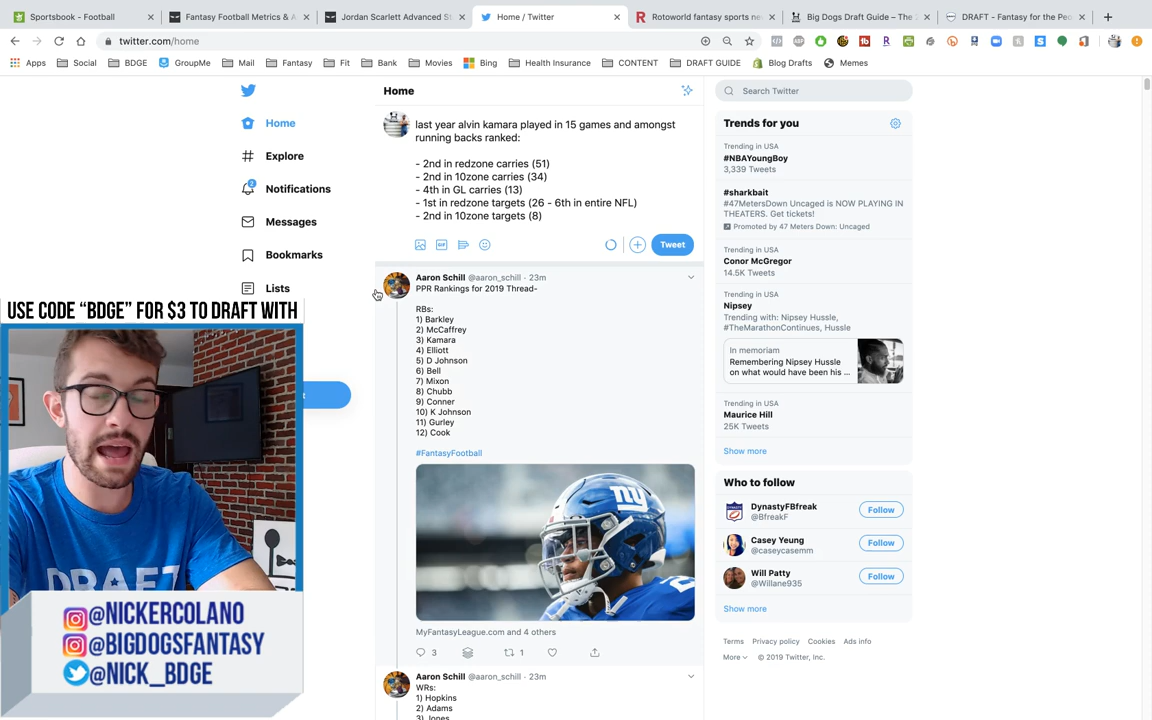 Sportsbook - Football
Fantasy Football Metrics & A
Jordan Scarlett Advanced St
Home / Twitter
Rotoworld fantasy sports ne
Big Dogs Draft Guide – The
DRAFT - Fantasy for the Peo
twitter.com/home
Apps
Social
BDGE
GroupMe
Mail
Fantasy
Fit
Bank
Movies
Bing
Health Insurance
CONTENT
DRAFT GUIDE
Blog Drafts
Memes
Home
Explore
2
Notifications
Messages
Bookmarks
Lists
USE CODE “BDGE” FOR $3 TO DRAFT WITH
DRAFT
@NICKERCOLANO
@BIGDOGSFANTASY
@NICK_BDGE
Home
last year alvin kamara played in 15 games and amongst
running backs ranked:
- 2nd in redzone carries (51)
- 2nd in 10zone carries (34)
- 4th in GL carries (13)
- 1st in redzone targets (26 - 6th in entire NFL)
- 2nd in 10zone targets (8)
GIF
Tweet
Aaron Schill @aaron_schill · 23m
PPR Rankings for 2019 Thread-
RBs:
1) Barkley
2) McCaffrey
3) Kamara
4) Elliott
5) D Johnson
6) Bell
7) Mixon
8) Chubb
9) Conner
10) K Johnson
11) Gurley
12) Cook
#FantasyFootball
ny
MyFantasyLeague.com and 4 others
3
1
Aaron Schill @aaron_schill · 23m
WRs:
1) Hopkins
2) Adams
3) Jones
Search Twitter
Trends for you
Trending in USA
#NBAYoungBoy
3,339 Tweets
#sharkbait
#47MetersDown Uncaged is NOW PLAYING IN
THEATERS. Get tickets!
Promoted by 47 Meters Down: Uncaged
Trending in USA
Conor McGregor
14.5K Tweets
Trending in USA
Nipsey
Trending with: Nipsey Hussle,
#TheMarathonContinues, Hussle
In memoriam
Remembering Nipsey Hussle
on what would have been his ...
Trending in USA
Maurice Hill
25K Tweets
Show more
Who to follow
DynastyFBfreak
@BfreakF
Follow
Casey Yeung
@caseycasemm
Follow
Will Patty
@Willane935
Follow
Show more
Terms
Privacy policy
Cookies
Ads info
More
© 2019 Twitter, Inc.